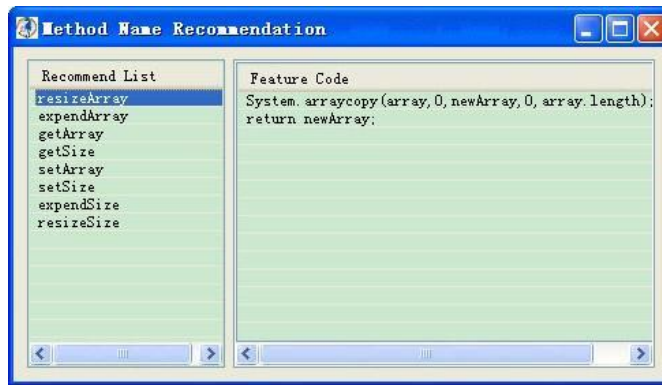 Method Name Recommendation
Recommend List
resizeArray
expendArray
getArray
getSize
setArray
setSize
expendSize
resizeSize
Feature Code
System.arraycopy(array,0,newArray,0,array.length);
return newArray;